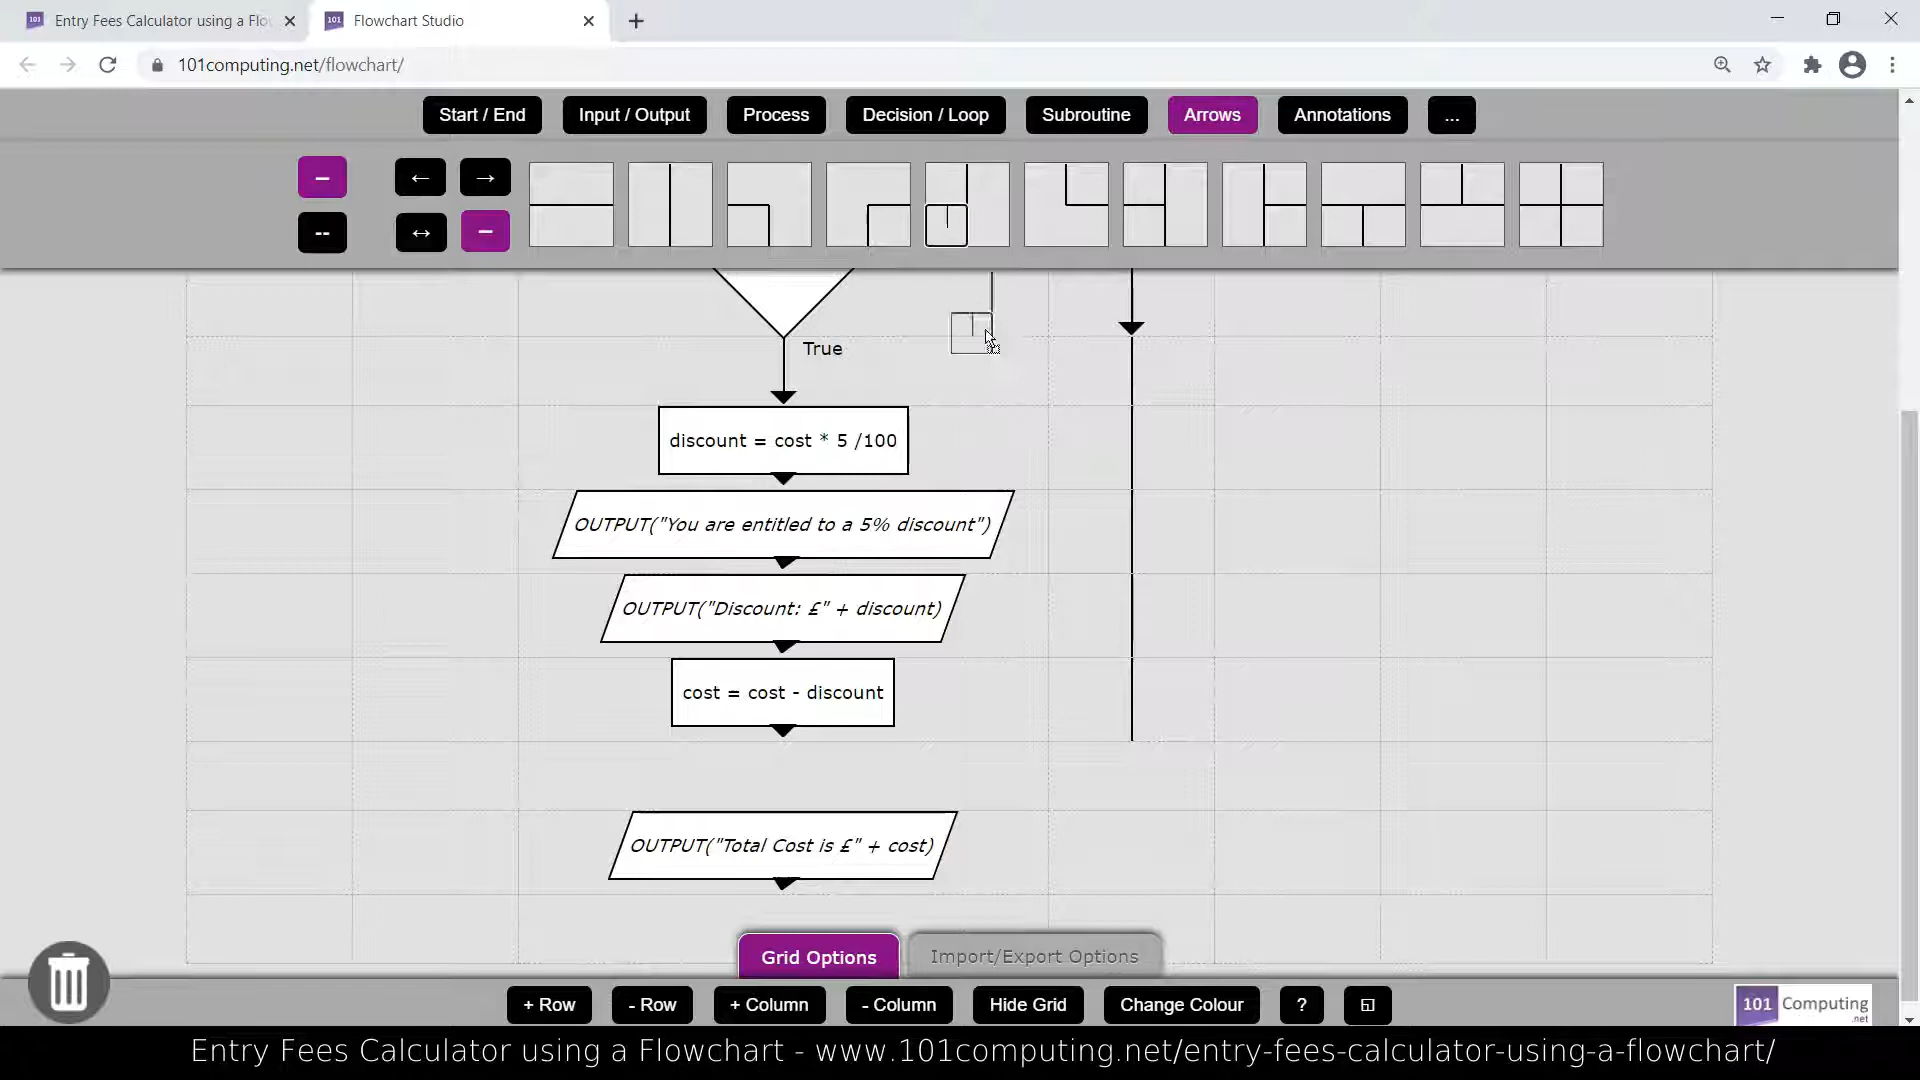 Entry Fees Calculator using a Flo
Flowchart Studio
101computing.net/flowchart/
Start / End
Input / Output
Process
Decision / Loop
Subroutine
Arrows
Annotations
...
True
discount = cost * 5 /100
OUTPUT("You are entitled to a 5% discount")
OUTPUT("Discount: £" + discount)
cost = cost - discount
OUTPUT("Total Cost is £" + cost)
Grid Options
Import/Export Options
+ Row
- Row
+ Column
- Column
Hide Grid
Change Colour
?
101 Computing
.net
Entry Fees Calculator using a Flowchart - www.101computing.net/entry-fees-calculator-using-a-flowchart/